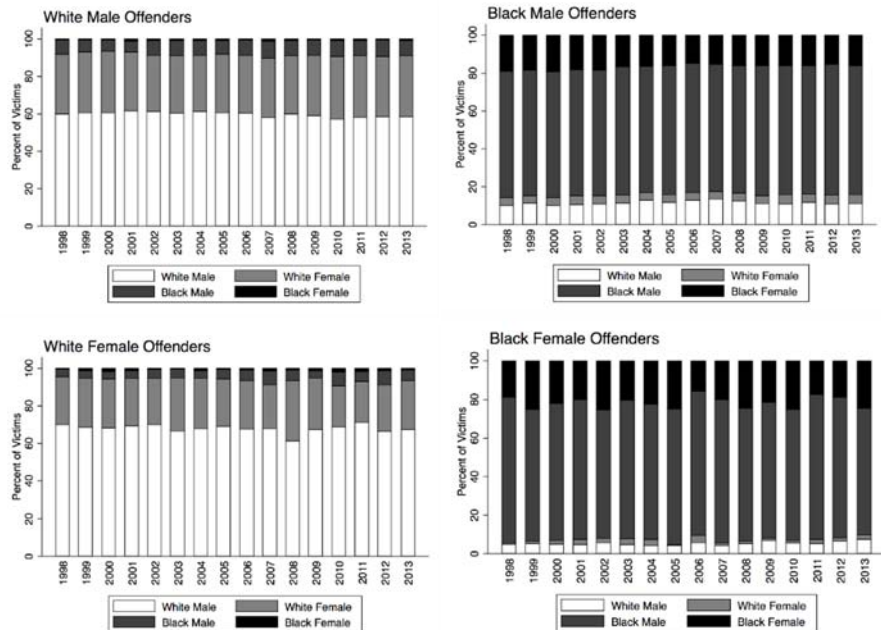 White Male Offenders
Percent of Victims
0 20 40 60 80 100
1998 1999 2000 2001 2002 2003 2004 2005 2006 2007 2008 2009 2010 2011 2012 2013
White Male White Female
Black Male Black Female
Black Male Offenders
Percent of Victims
0 20 40 60 80 100
1998 1999 2000 2001 2002 2003 2004 2005 2006 2007 2008 2009 2010 2011 2012 2013
White Male White Female
Black Male Black Female
White Female Offenders
Percent of Victims
0 20 40 60 80 100
1998 1999 2000 2001 2002 2003 2004 2005 2006 2007 2008 2009 2010 2011 2012 2013
White Male White Female
Black Male Black Female
Black Female Offenders
Percent of Victims
0 20 40 60 80 100
1998 1999 2000 2001 2002 2003 2004 2005 2006 2007 2008 2009 2010 2011 2012 2013
White Male White Female
Black Male Black Female